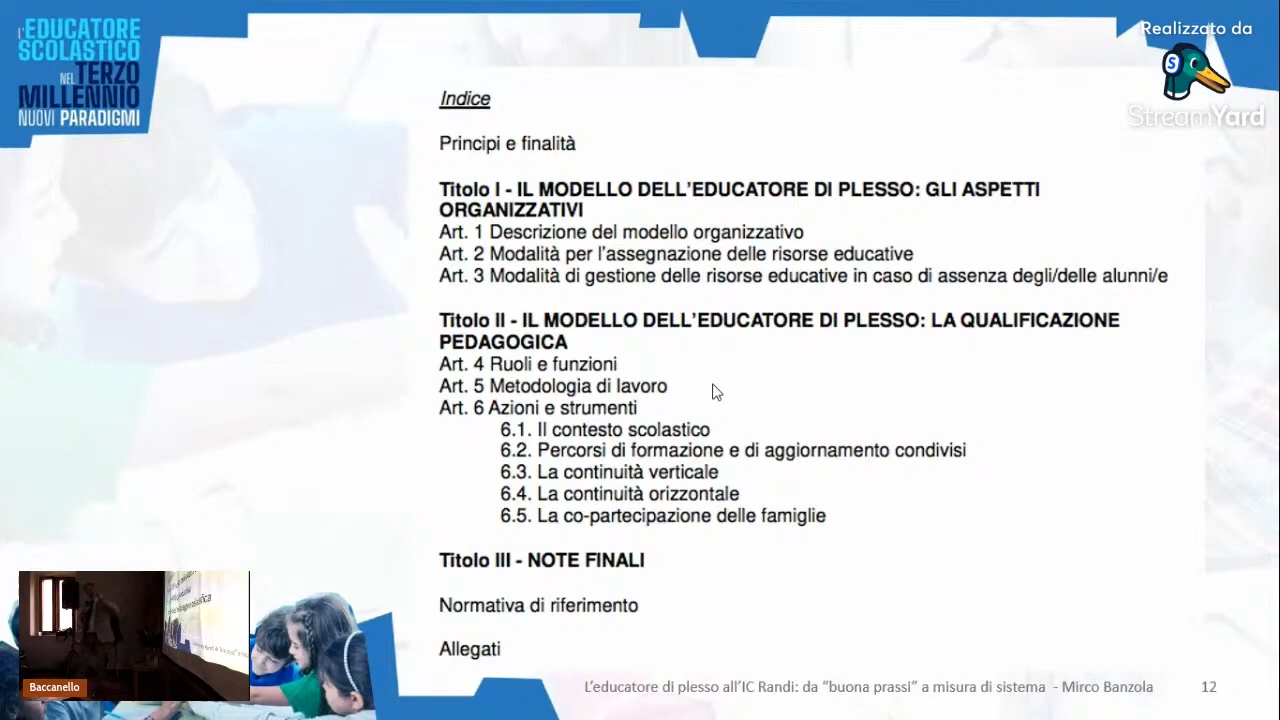 l'EDUCATORE
SCOLASTICO
NEL TERZO
MILLENNIO
NUOVI PARADIGMI
Realizzato da
S
StreamYard
Indice
Principi e finalità
Titolo I - IL MODELLO DELL'EDUCATORE DI PLESSO: GLI ASPETTI
ORGANIZZATIVI
Art. 1 Descrizione del modello organizzativo
Art. 2 Modalità per l'assegnazione delle risorse educative
Art. 3 Modalità di gestione delle risorse educative in caso di assenza degli/delle alunni/e
Titolo II - IL MODELLO DELL'EDUCATORE DI PLESSO: LA QUALIFICAZIONE
PEDAGOGICA
Art. 4 Ruoli e funzioni
Art. 5 Metodologia di lavoro
Art. 6 Azioni e strumenti
6.1. Il contesto scolastico
6.2. Percorsi di formazione e di aggiornamento condivisi
6.3. La continuità verticale
6.4. La continuità orizzontale
6.5. La co-partecipazione delle famiglie
Titolo III - NOTE FINALI
Normativa di riferimento
Allegati
Baccanello
L'educatore di plesso all'IC Randi: da "buona prassi" a misura di sistema - Mirco Banzola
12